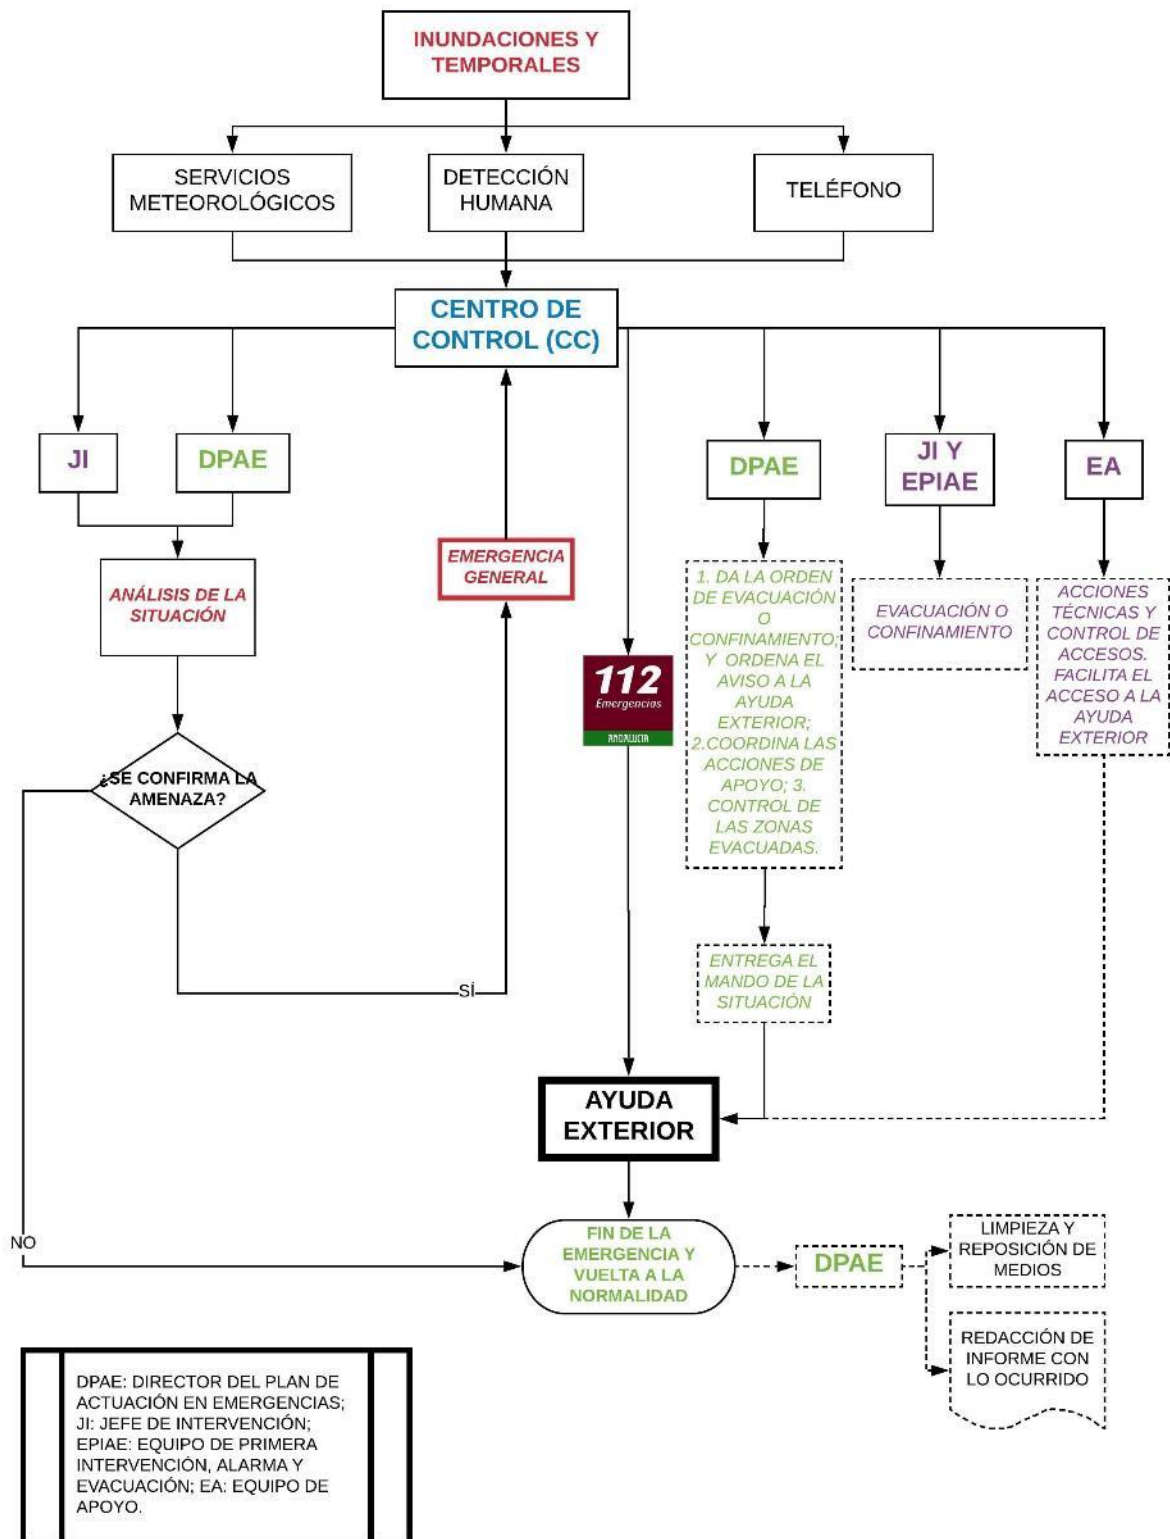 INUNDACIONES Y
TEMPORALES
SERVICIOS
METEOROLÓGICOS
DETECCIÓN
HUMANA
TELÉFONO
CENTRO DE
CONTROL (CC)
JI
DPAE
DPAE
JI Y
EPIAE
EA
ANÁLISIS DE LA
SITUACIÓN
EMERGENCIA
GENERAL
112
Emergencias
ANDALUCIA
1. DA LA ORDEN
DE EVACUACIÓN
O
CONFINAMIENTO;
Y ORDENA EL
AVISO A LA
AYUDA
EXTERIOR;
2.COORDINA LAS
ACCIONES DE
APOYO; 3.
CONTROL DE
LAS ZONAS
EVACUADAS.
EVACUACIÓN O
CONFINAMIENTO
ACCIONES
TÉCNICAS Y
CONTROL DE
ACCESOS.
FACILITA EL
ACCESO A LA
AYUDA
EXTERIOR
¿SE CONFIRMA LA
AMENAZA?
SÍ
ENTREGA EL
MANDO DE LA
SITUACIÓN
AYUDA
EXTERIOR
NO
FIN DE LA
EMERGENCIA Y
VUELTA A LA
NORMALIDAD
DPAE
LIMPIEZA Y
REPOSICIÓN DE
MEDIOS
REDACCIÓN DE
INFORME CON
LO OCURRIDO
DPAE: DIRECTOR DEL PLAN DE
ACTUACIÓN EN EMERGENCIAS;
JI: JEFE DE INTERVENCIÓN;
EPIAE: EQUIPO DE PRIMERA
INTERVENCIÓN, ALARMA Y
EVACUACIÓN; EA: EQUIPO DE
APOYO.